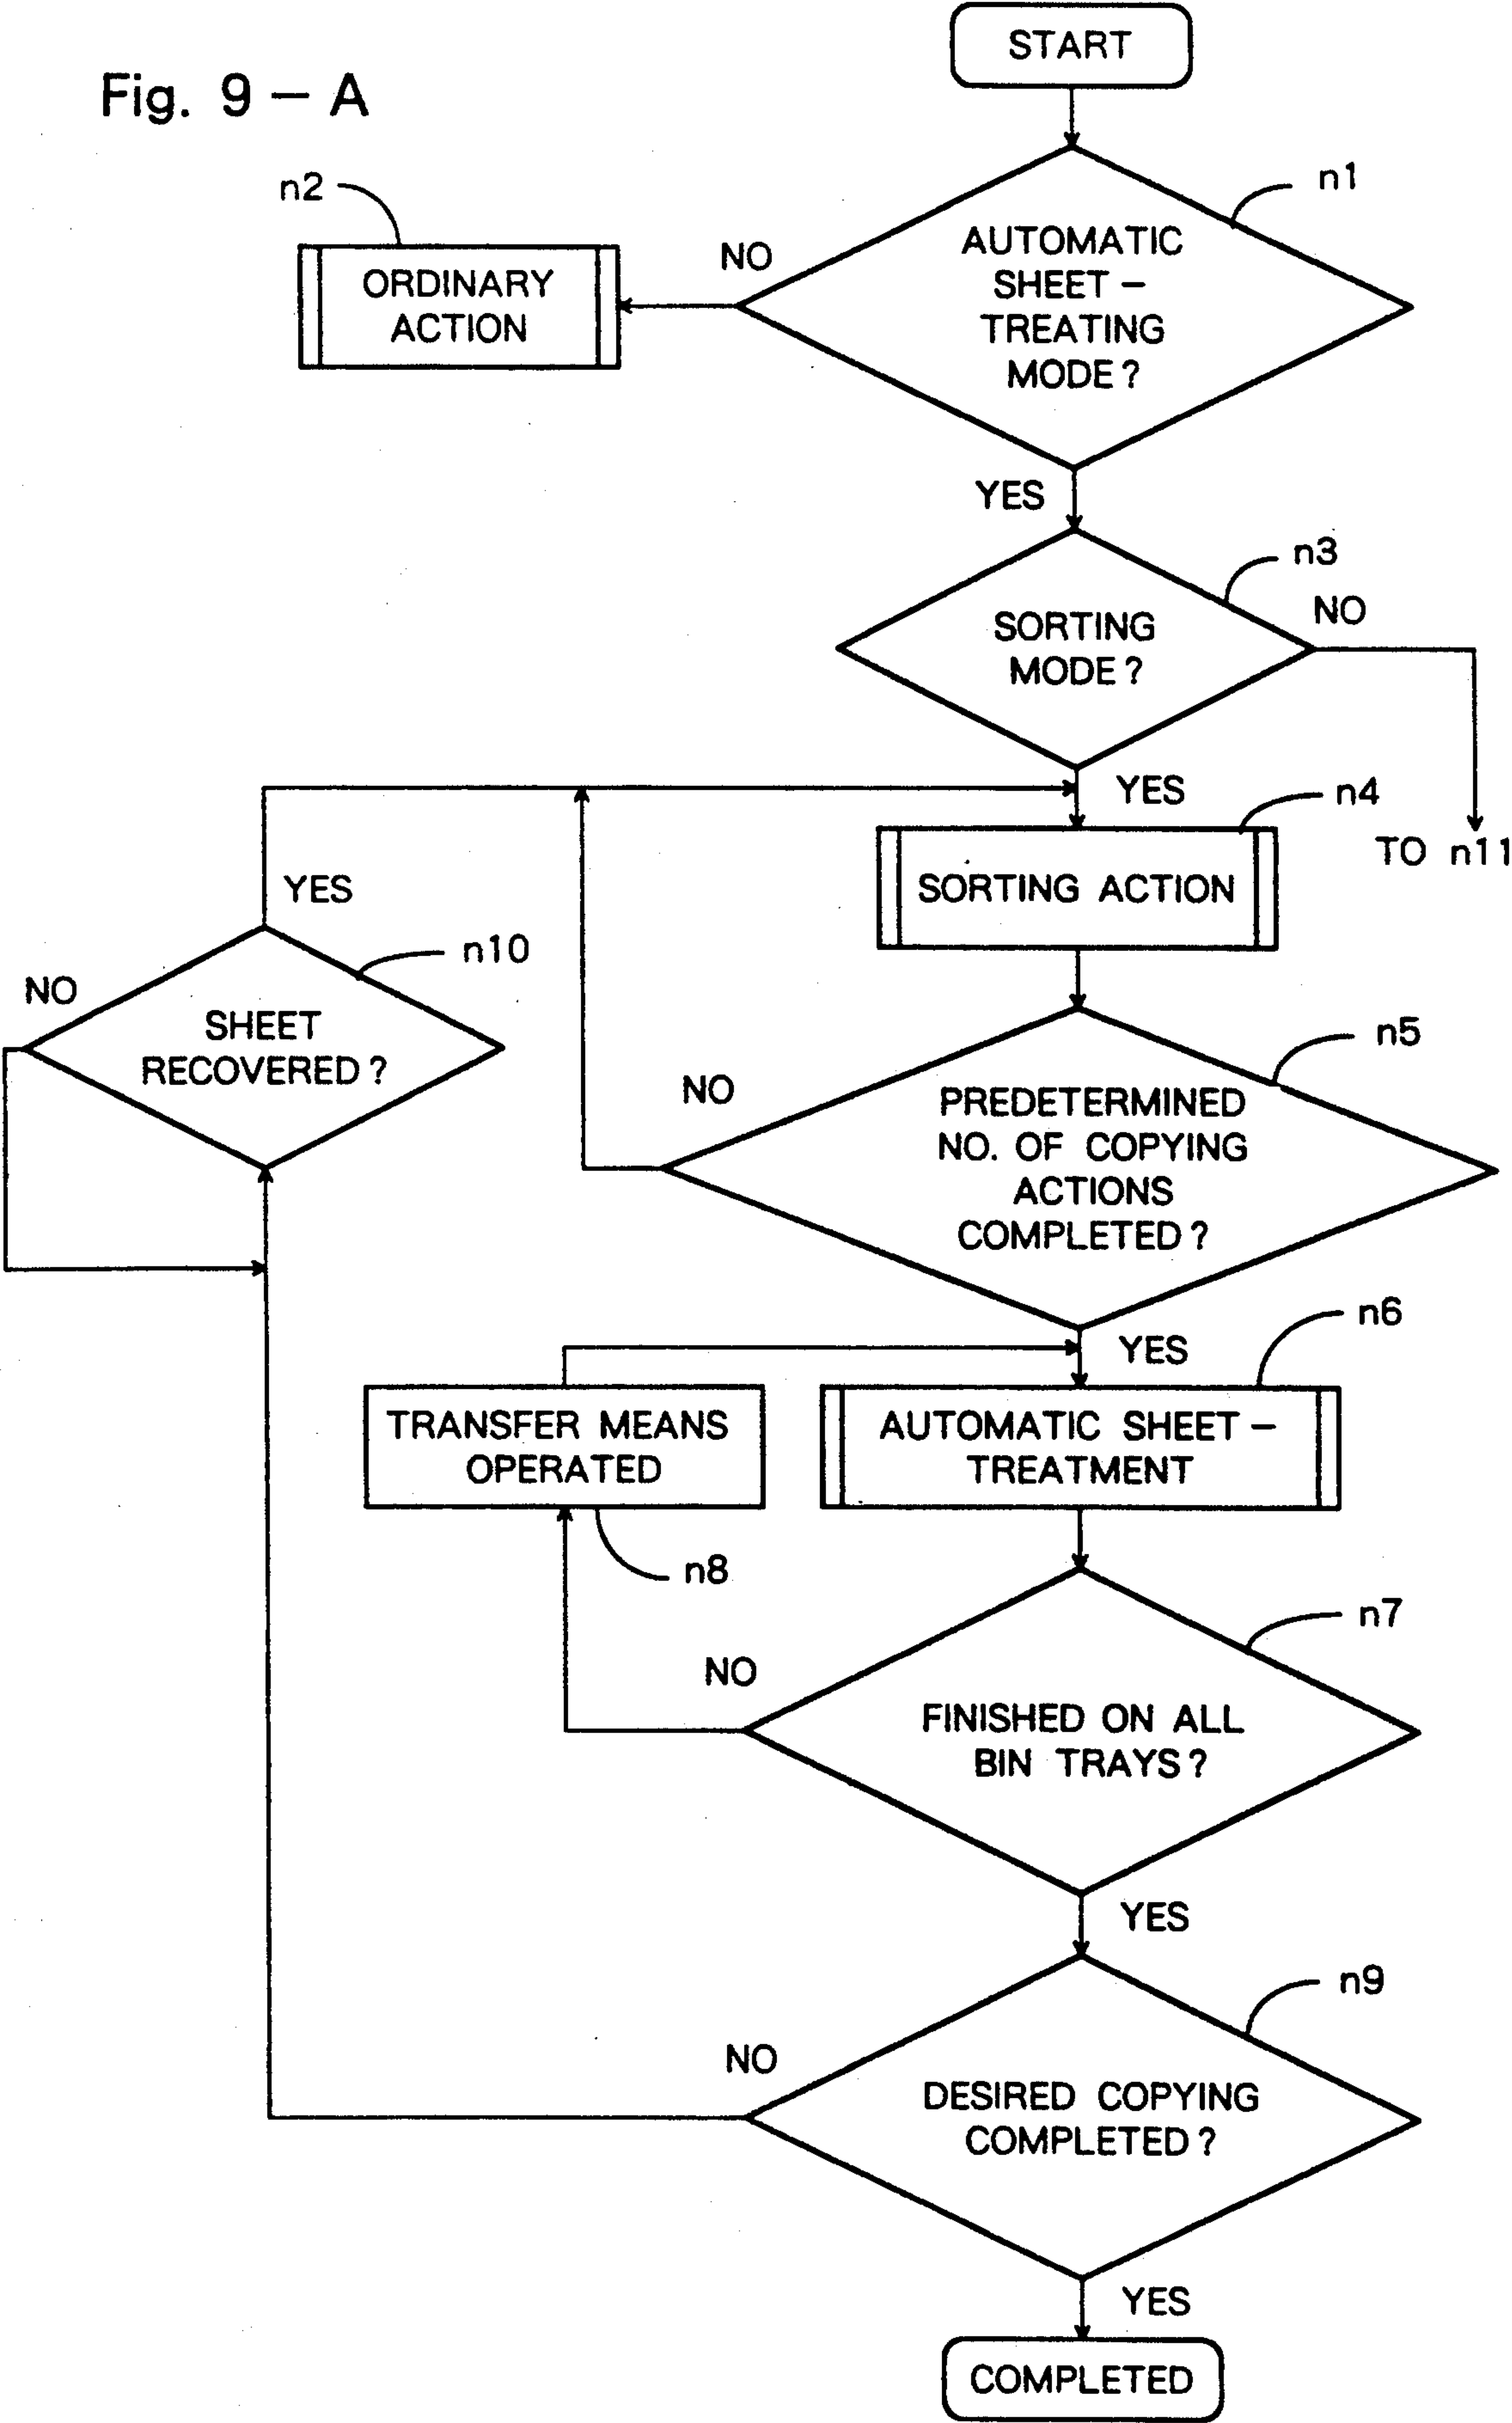 START
Fig. 9 – A
n1
n2
NO
AUTOMATIC
SHEET –
TREATING
MODE?
ORDINARY
ACTION
YES
n3
NO
SORTING
MODE?
YES
n4
TO n11
SORTING ACTION
YES
n10
NO
SHEET
RECOVERED?
n5
NO
PREDETERMINED
NO. OF COPYING
ACTIONS
COMPLETED?
n6
YES
TRANSFER MEANS
OPERATED
AUTOMATIC SHEET –
TREATMENT
n8
n7
NO
FINISHED ON ALL
BIN TRAYS?
YES
n9
NO
DESIRED COPYING
COMPLETED?
YES
COMPLETED